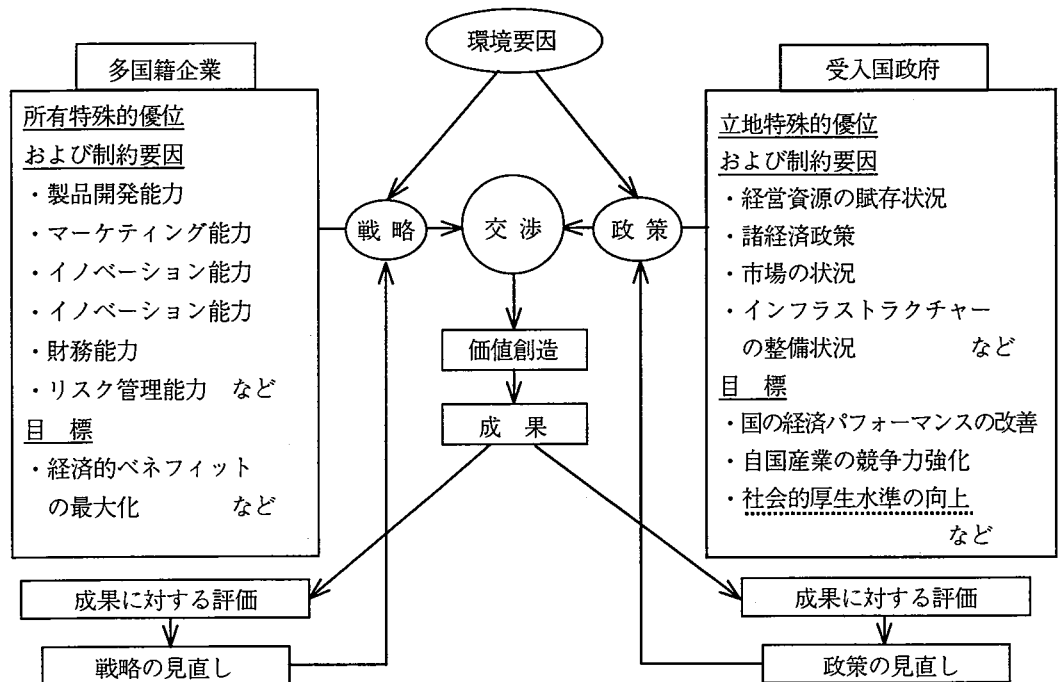 環境要因
多国籍企業
所有特殊的優位
および制約要因
・製品開発能力
・マーケティング能力
・イノベーション能力
・イノベーション能力
・財務能力
・リスク管理能力 など
目 標
・経済的ベネフィット
の最大化 など
戦 略
交 渉
政 策
価値創造
成 果
受入国政府
立地特殊的優位
および制約要因
・経営資源の賦存状況
・諸経済政策
・市場の状況
・インフラストラクチャー
の整備状況 など
目 標
・国の経済パフォーマンスの改善
・自国産業の競争力強化
・社会的厚生水準の向上
など
成果に対する評価
戦略の見直し
成果に対する評価
政策の見直し